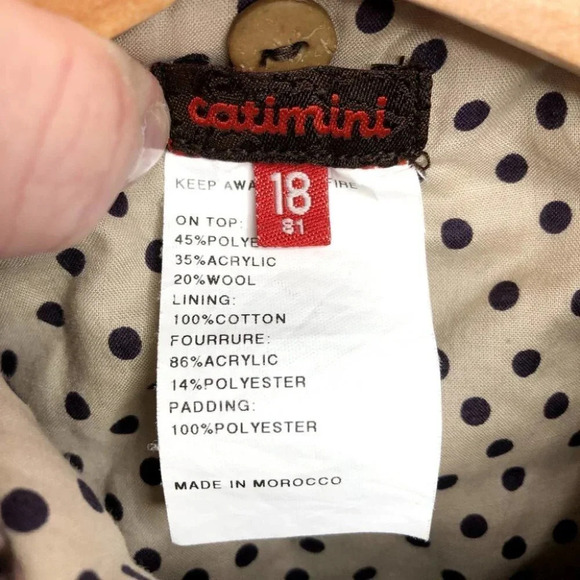 catimini
18
81
KEEP AWA FIRE
ON TOP:
45%POLYE
35%ACRYLIC
20%WOOL
LINING:
100%COTTON
FOURRURE:
86%ACRYLIC
14%POLYESTER
PADDING:
100%POLYESTER
MADE IN MOROCCO